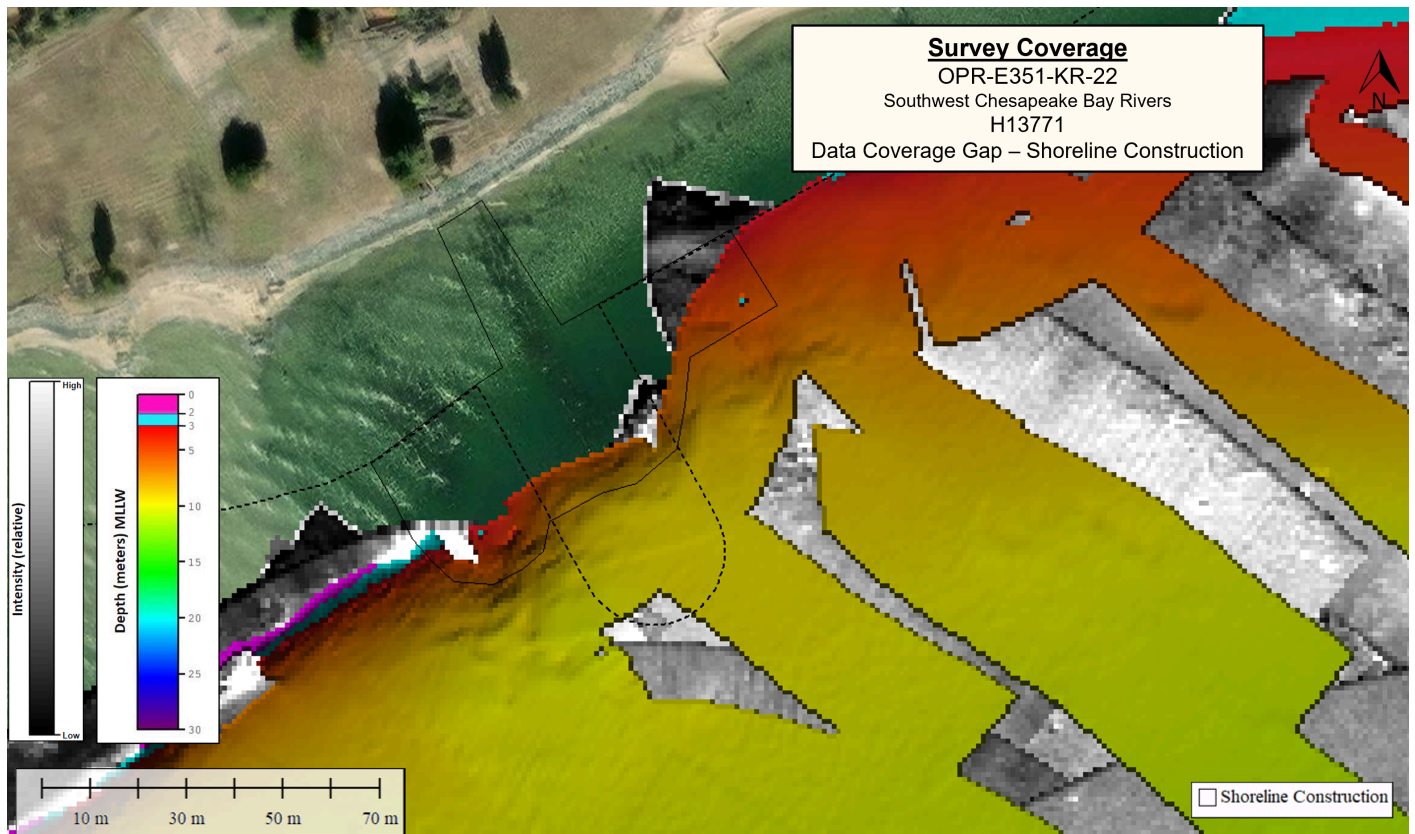 Survey Coverage
OPR-E351-KR-22
Southwest Chesapeake Bay Rivers
H13771
Data Coverage Gap – Shoreline Construction
N
Intensity (relative)
High
Low
Depth (meters) MLLW
0
2
3
5
10
15
20
25
30
10 m
30 m
50 m
70 m
Shoreline Construction